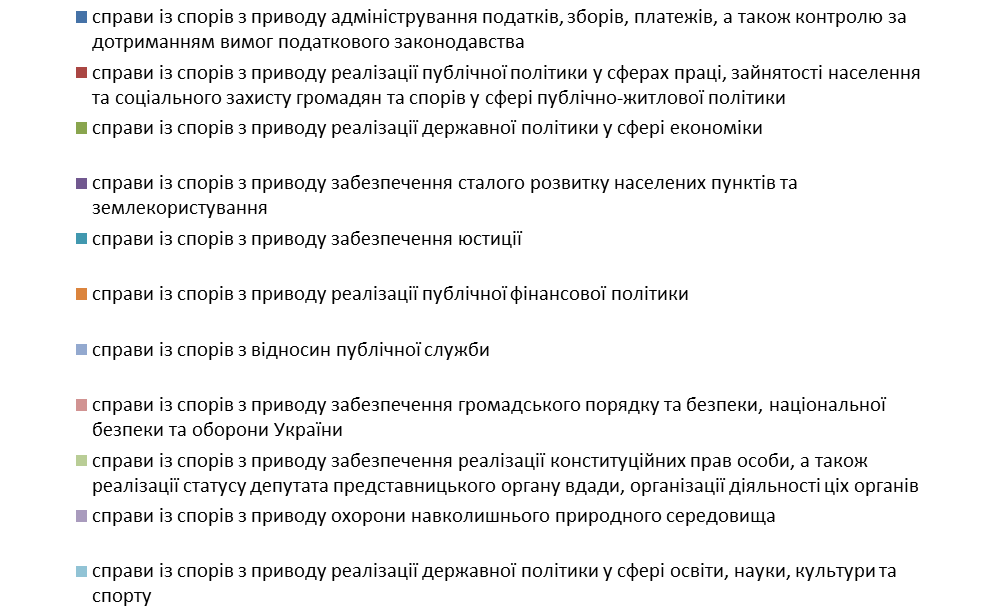 справи із спорів з приводу адміністрування податків, зборів, платежів, а також контролю за
дотриманням вимог податкового законодавства
справи із спорів з приводу реалізації публічної політики у сферах праці, зайнятості населення
та соціального захисту громадян та спорів у сфері публічно-житлової політики
справи із спорів з приводу реалізації державної політики у сфері економіки
справи із спорів з приводу забезпечення сталого розвитку населених пунктів та
землекористування
справи із спорів з приводу забезпечення юстиції
справи із спорів з приводу реалізації публічної фінансової політики
справи із спорів з відносин публічної служби
справи із спорів з приводу забезпечення громадського порядку та безпеки, національної
безпеки та оборони України
справи із спорів з приводу забезпечення реалізації конституційних прав особи, а також
реалізації статусу депутата представницького органу вдади, організації діяльності ціх органів
справи із спорів з приводу охорони навколишнього природного середовища
справи із спорів з приводу реалізації державної політики у сфері освіти, науки, культури та
спорту